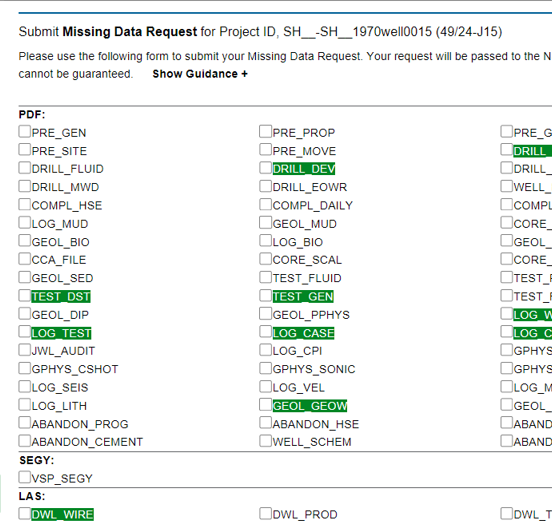 Submit Missing Data Request for Project ID, SH__-SH__1970well0015 (49/24-J15)
Please use the following form to submit your Missing Data Request. Your request will be passed to the N
cannot be guaranteed. Show Guidance +
PDF:
PRE_GEN PRE_PROP PRE_G
PRE_SITE PRE_MOVE DRILL_
DRILL_FLUID DRILL_DEV DRILL_
DRILL_MWD DRILL_EOWR WELL_
COMPL_HSE COMPL_DAILY COMPL
LOG_MUD GEOL_MUD CORE_
GEOL_BIO LOG_BIO GEOL_
CCA_FILE CORE_SCAL CORE_
GEOL_SED TEST_FLUID TEST_F
TEST_DST TEST_GEN TEST_F
GEOL_DIP GEOL_PPHYS LOG_W
LOG_TEST LOG_CASE LOG_C
JWL_AUDIT LOG_CPI GPHYS
GPHYS_CSHOT GPHYS_SONIC GPHYS
LOG_SEIS LOG_VEL LOG_M
LOG_LITH GEOL_GEOW GEOL_
ABANDON_PROG ABANDON_HSE ABAND
ABANDON_CEMENT WELL_SCHEM ABAND
SEGY:
VSP_SEGY
LAS:
DWL_WIRE DWL_PROD DWL_T